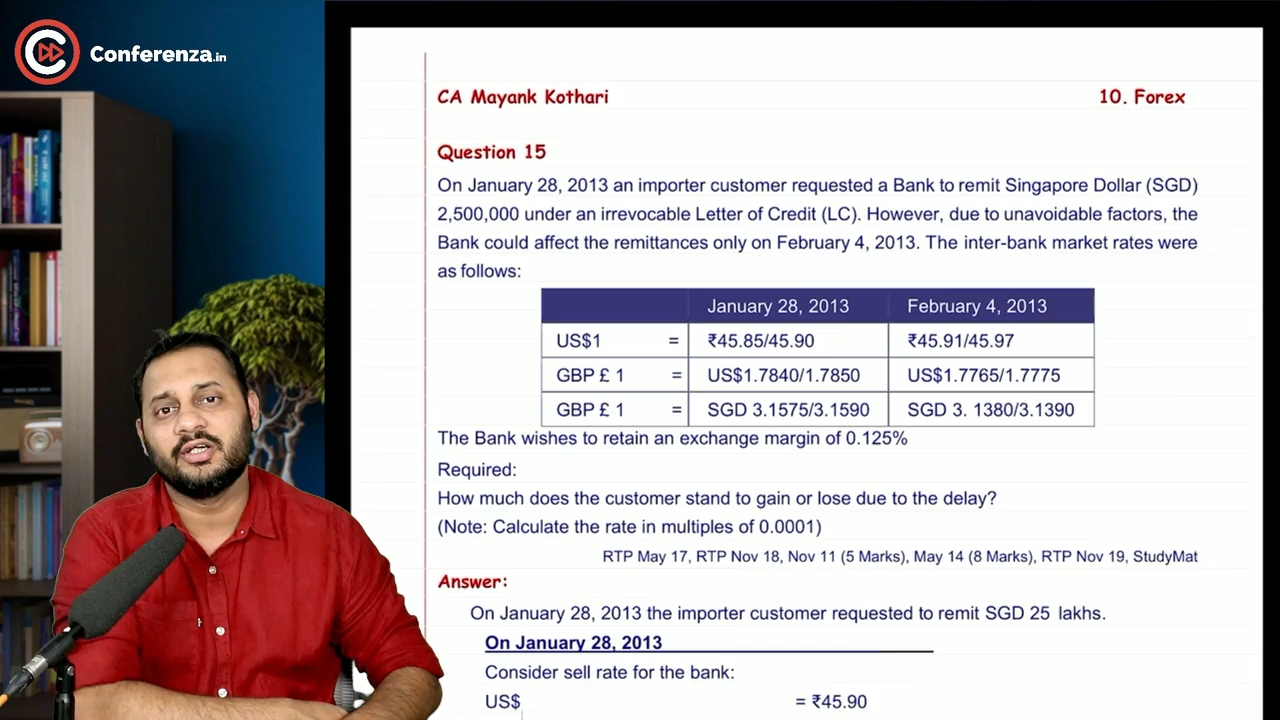 Conferenza.in
CA Mayank Kothari 10. Forex
Question 15
On January 28, 2013 an importer customer requested a Bank to remit Singapore Dollar (SGD)
2,500,000 under an irrevocable Letter of Credit (LC). However, due to unavoidable factors, the
Bank could affect the remittances only on February 4, 2013. The inter-bank market rates were
as follows:
January 28, 2013 February 4, 2013
US$1 = ₹45.85/45.90 ₹45.91/45.97
GBP £ 1 = US$1.7840/1.7850 US$1.7765/1.7775
GBP £ 1 = SGD 3.1575/3.1590 SGD 3. 1380/3.1390
The Bank wishes to retain an exchange margin of 0.125%
Required:
How much does the customer stand to gain or lose due to the delay?
(Note: Calculate the rate in multiples of 0.0001)
RTP May 17, RTP Nov 18, Nov 11 (5 Marks), May 14 (8 Marks), RTP Nov 19, StudyMat
Answer:
On January 28, 2013 the importer customer requested to remit SGD 25 lakhs.
On January 28, 2013
Consider sell rate for the bank:
US$ = ₹45.90